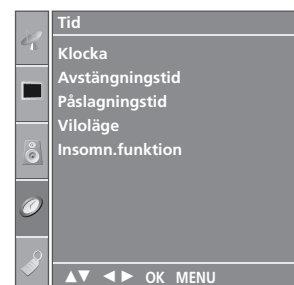 Tid
Klocka
Avstängningstid
Påslagningstid
Viloläge
Insomn.funktion
▲▼ ◄► OK MENU